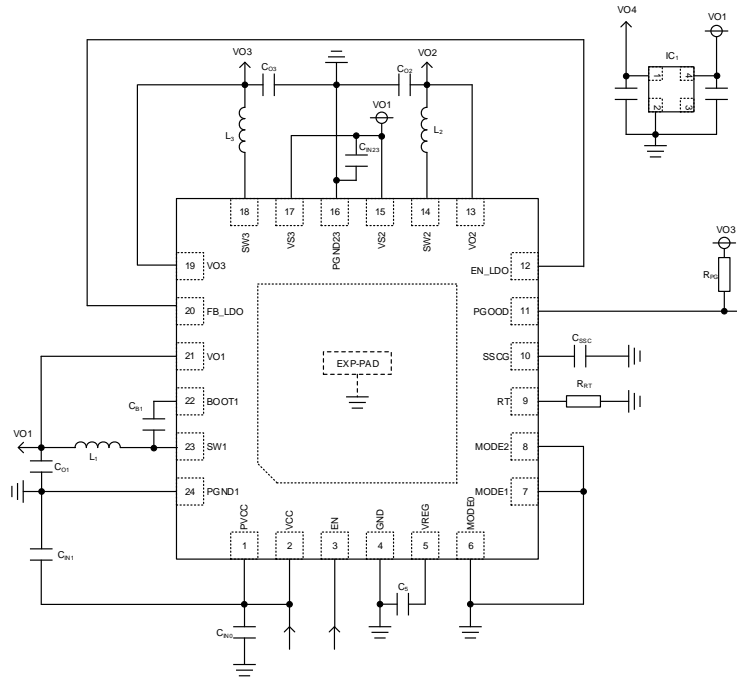 VO4
VO1
IC1
1
4
2
3
VO3
CO3
CO2
VO2
VO1
L3
CIN23
L2
18
17
16
15
14
13
SW3
VS3
PGND23
VS2
SW2
VO2
19
VO3
EN_LDO
12
VO3
RPG
20
FB_LDO
PGOOD
11
21
VO1
EXP-PAD
SSCG
10
CSSC
CB1
22
BOOT1
RT
9
RRT
VO1
L1
23
SW1
MODE2
8
CO1
24
PGND1
MODE1
7
PVCC
VCC
EN
GND
VREG
MODE0
1
2
3
4
5
6
CIN1
C5
CIN0